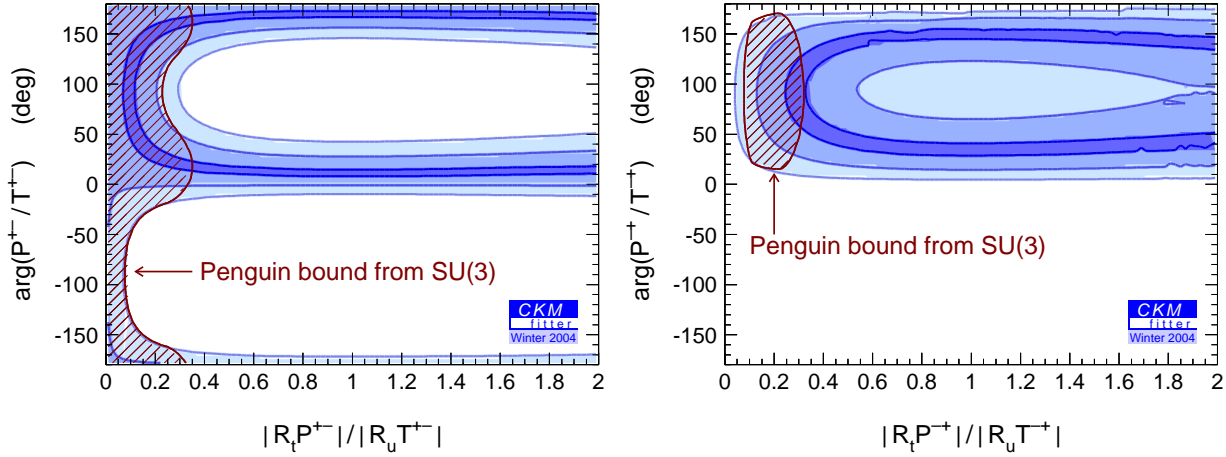 arg(P⁺⁻/T⁺⁻) (deg)
150
100
50
0
-50
-100
-150
Penguin bound from SU(3)
CKM
fitter
Winter 2004
0 0.2 0.4 0.6 0.8 1 1.2 1.4 1.6 1.8 2
|RₜP⁺⁻|/|RᵤT⁺⁻|
arg(P⁻⁺/T⁻⁺) (deg)
150
100
50
0
-50
-100
-150
Penguin bound from SU(3)
CKM
fitter
Winter 2004
0 0.2 0.4 0.6 0.8 1 1.2 1.4 1.6 1.8 2
|RₜP⁻⁺|/|RᵤT⁻⁺|